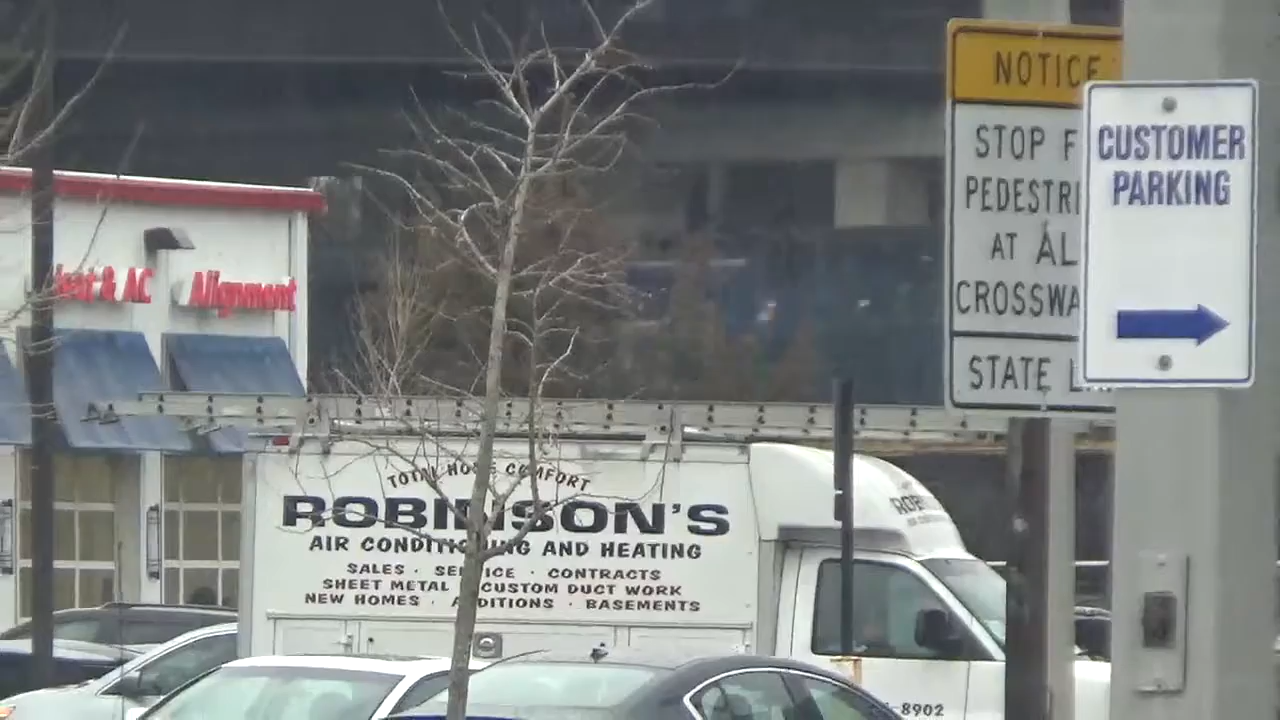 NOTICE
STOP F
PEDESTRI
AT AL
CROSSWA
STATE L
CUSTOMER
PARKING
Heat & AC
Alignment
TOTAL HOME COMFORT
ROBINSON'S
AIR CONDITIONING AND HEATING
SALES · SERVICE · CONTRACTS
SHEET METAL · CUSTOM DUCT WORK
NEW HOMES · ADDITIONS · BASEMENTS
8902